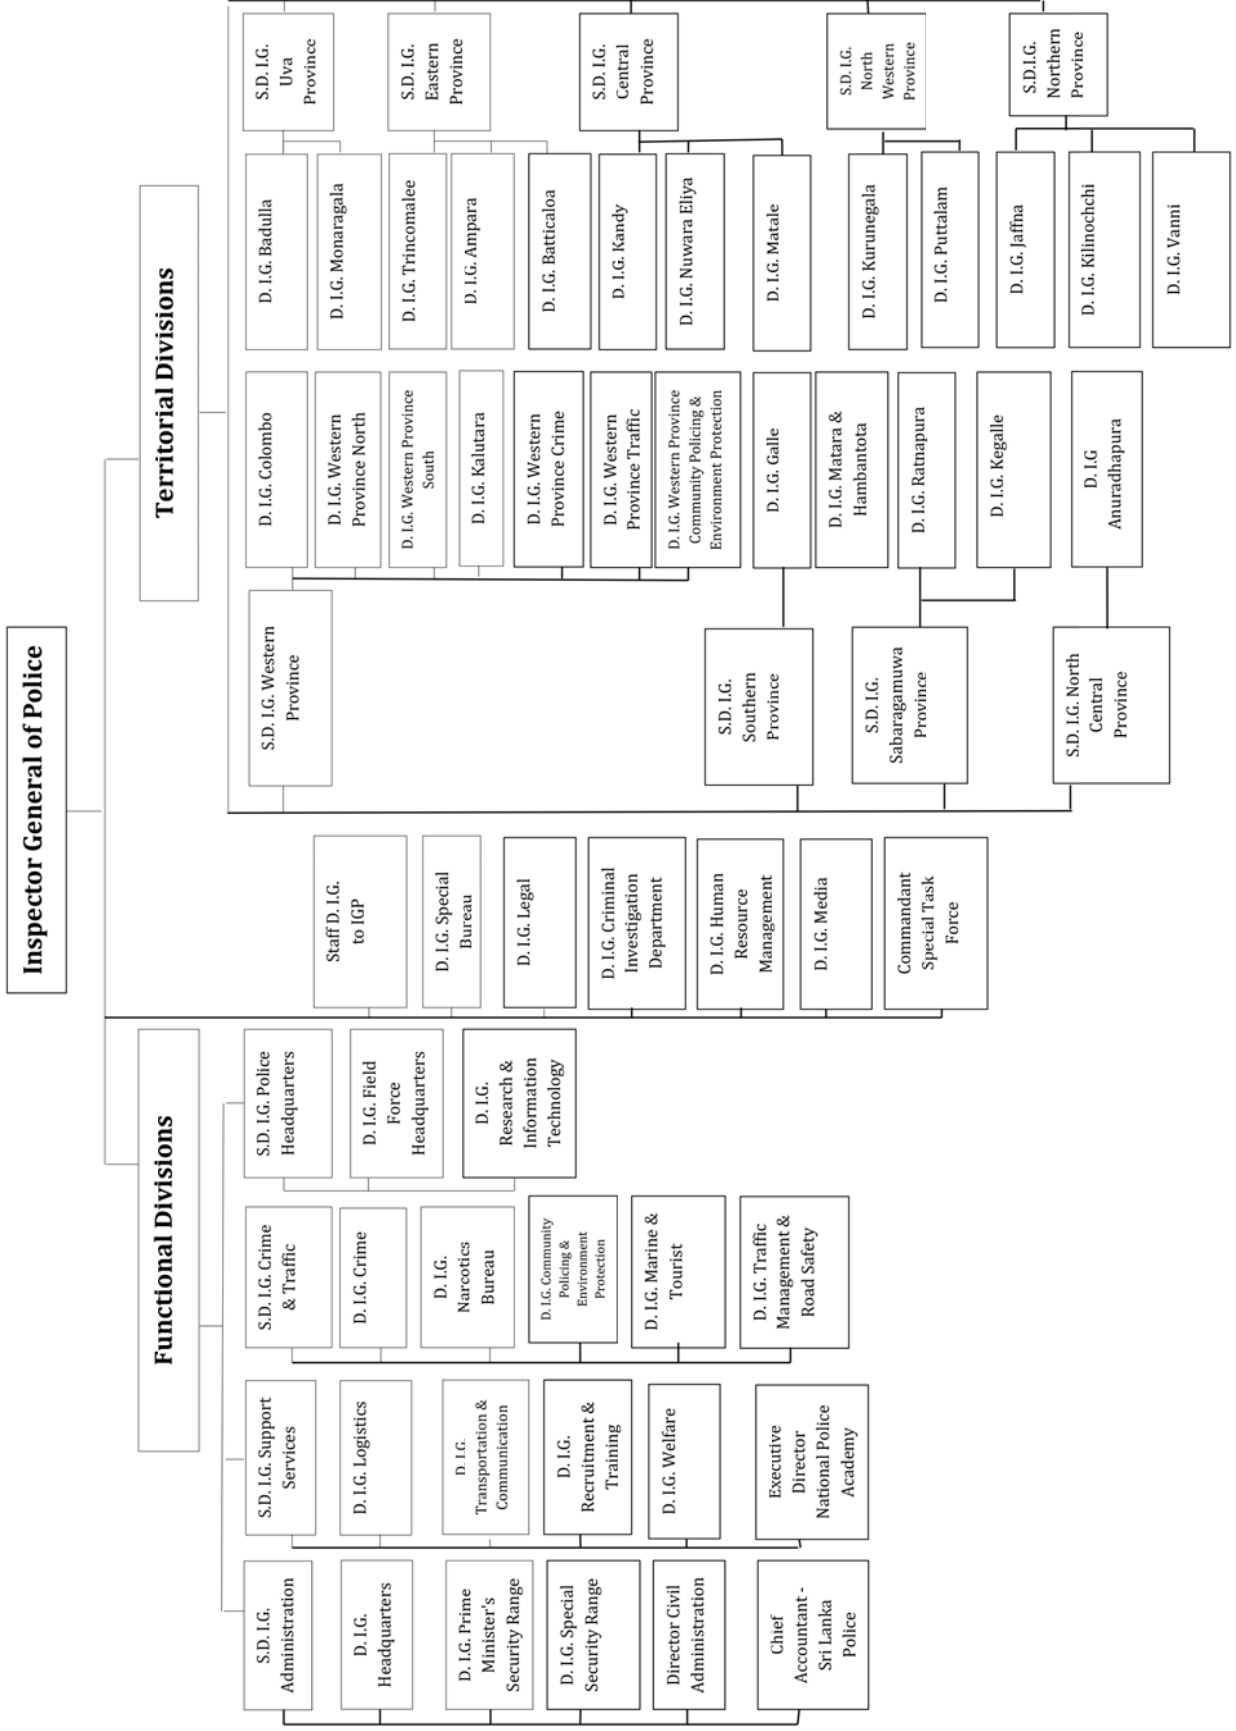 Inspector General of Police
Functional Divisions
Territorial Divisions
S.D. I.G.
Administration
D. I.G.
Headquarters
D. I.G. Prime
Minister's
Security Range
D. I.G. Special
Security Range
Director Civil
Administration
Chief
Accountant -
Sri Lanka
Police
S.D. I.G. Support
Services
D. I.G. Logistics
D. I.G.
Transportation &
Communication
D. I.G.
Recruitment &
Training
D. I.G. Welfare
Executive
Director
National Police
Academy
S.D. I.G. Crime
& Traffic
D. I.G. Crime
D. I.G.
Narcotics
Bureau
D. I.G. Community
Policing &
Environment
Protection
D. I.G. Marine &
Tourist
D. I.G. Traffic
Management &
Road Safety
S.D. I.G. Police
Headquarters
D. I.G. Field
Force
Headquarters
D. I.G.
Research &
Information
Technology
Staff D. I.G.
to IGP
D. I.G. Special
Bureau
D. I.G. Legal
D. I.G. Criminal
Investigation
Department
D. I.G. Human
Resource
Management
D. I.G. Media
Commandant
Special Task
Force
S.D. I.G. Western
Province
D. I.G. Colombo
D. I.G. Western
Province North
D. I.G. Western Province
South
D. I.G. Kalutara
D. I.G. Western
Province Crime
D. I.G. Western
Province Traffic
D. I.G. Western Province
Community Policing &
Environment Protection
S.D. I.G.
Southern
Province
D. I.G. Galle
D. I.G. Matara &
Hambantota
S.D. I.G.
Sabaragamuwa
Province
D. I.G. Ratnapura
D. I.G. Kegalle
S.D. I.G. North
Central
Province
D. I.G
Anuradhapura
S.D. I.G.
Uva
Province
D. I.G. Badulla
D. I.G. Monaragala
S.D. I.G.
Eastern
Province
D. I.G. Trincomalee
D. I.G. Ampara
D. I.G. Batticaloa
S.D. I.G.
Central
Province
D. I.G. Kandy
D. I.G. Nuwara Eliya
D. I.G. Matale
S.D. I.G.
North
Western
Province
D. I.G. Kurunegala
D. I.G. Puttalam
S.D.I.G.
Northern
Province
D. I.G. Jaffna
D. I.G. Kilinochchi
D. I.G. Vanni